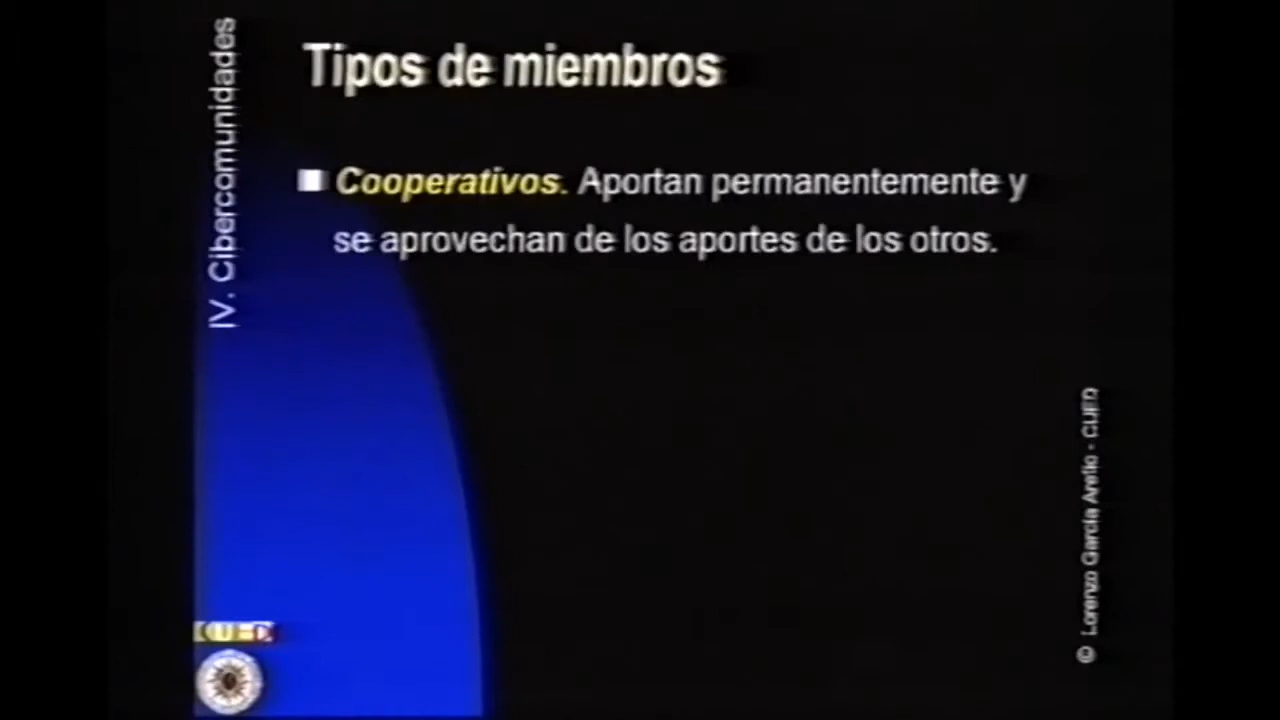 IV. Cibercomunidades
Tipos de miembros
Cooperativos. Aportan permanentemente y
se aprovechan de los aportes de los otros.
© Lorenzo García Aretio - CUED
CUED